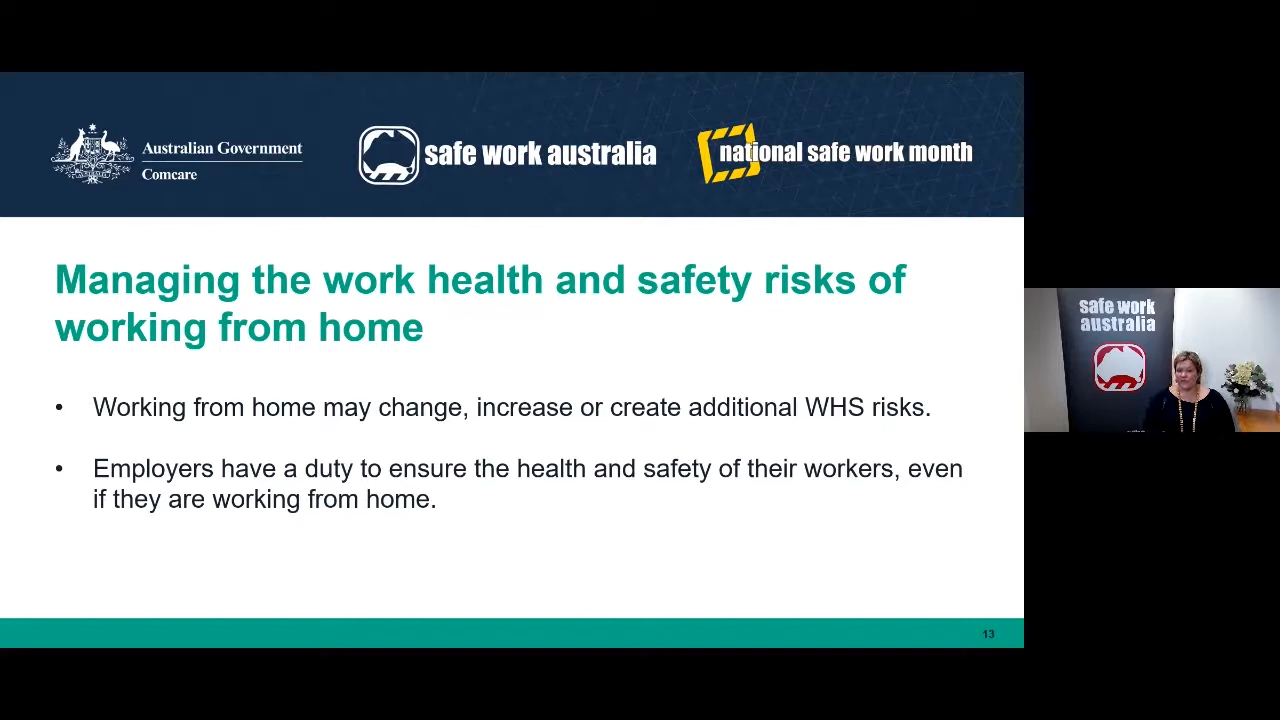 Australian Government
Comcare
safe work australia
national safe work month
Managing the work health and safety risks of
working from home
• Working from home may change, increase or create additional WHS risks.
• Employers have a duty to ensure the health and safety of their workers, even
if they are working from home.
13
safe work
australia